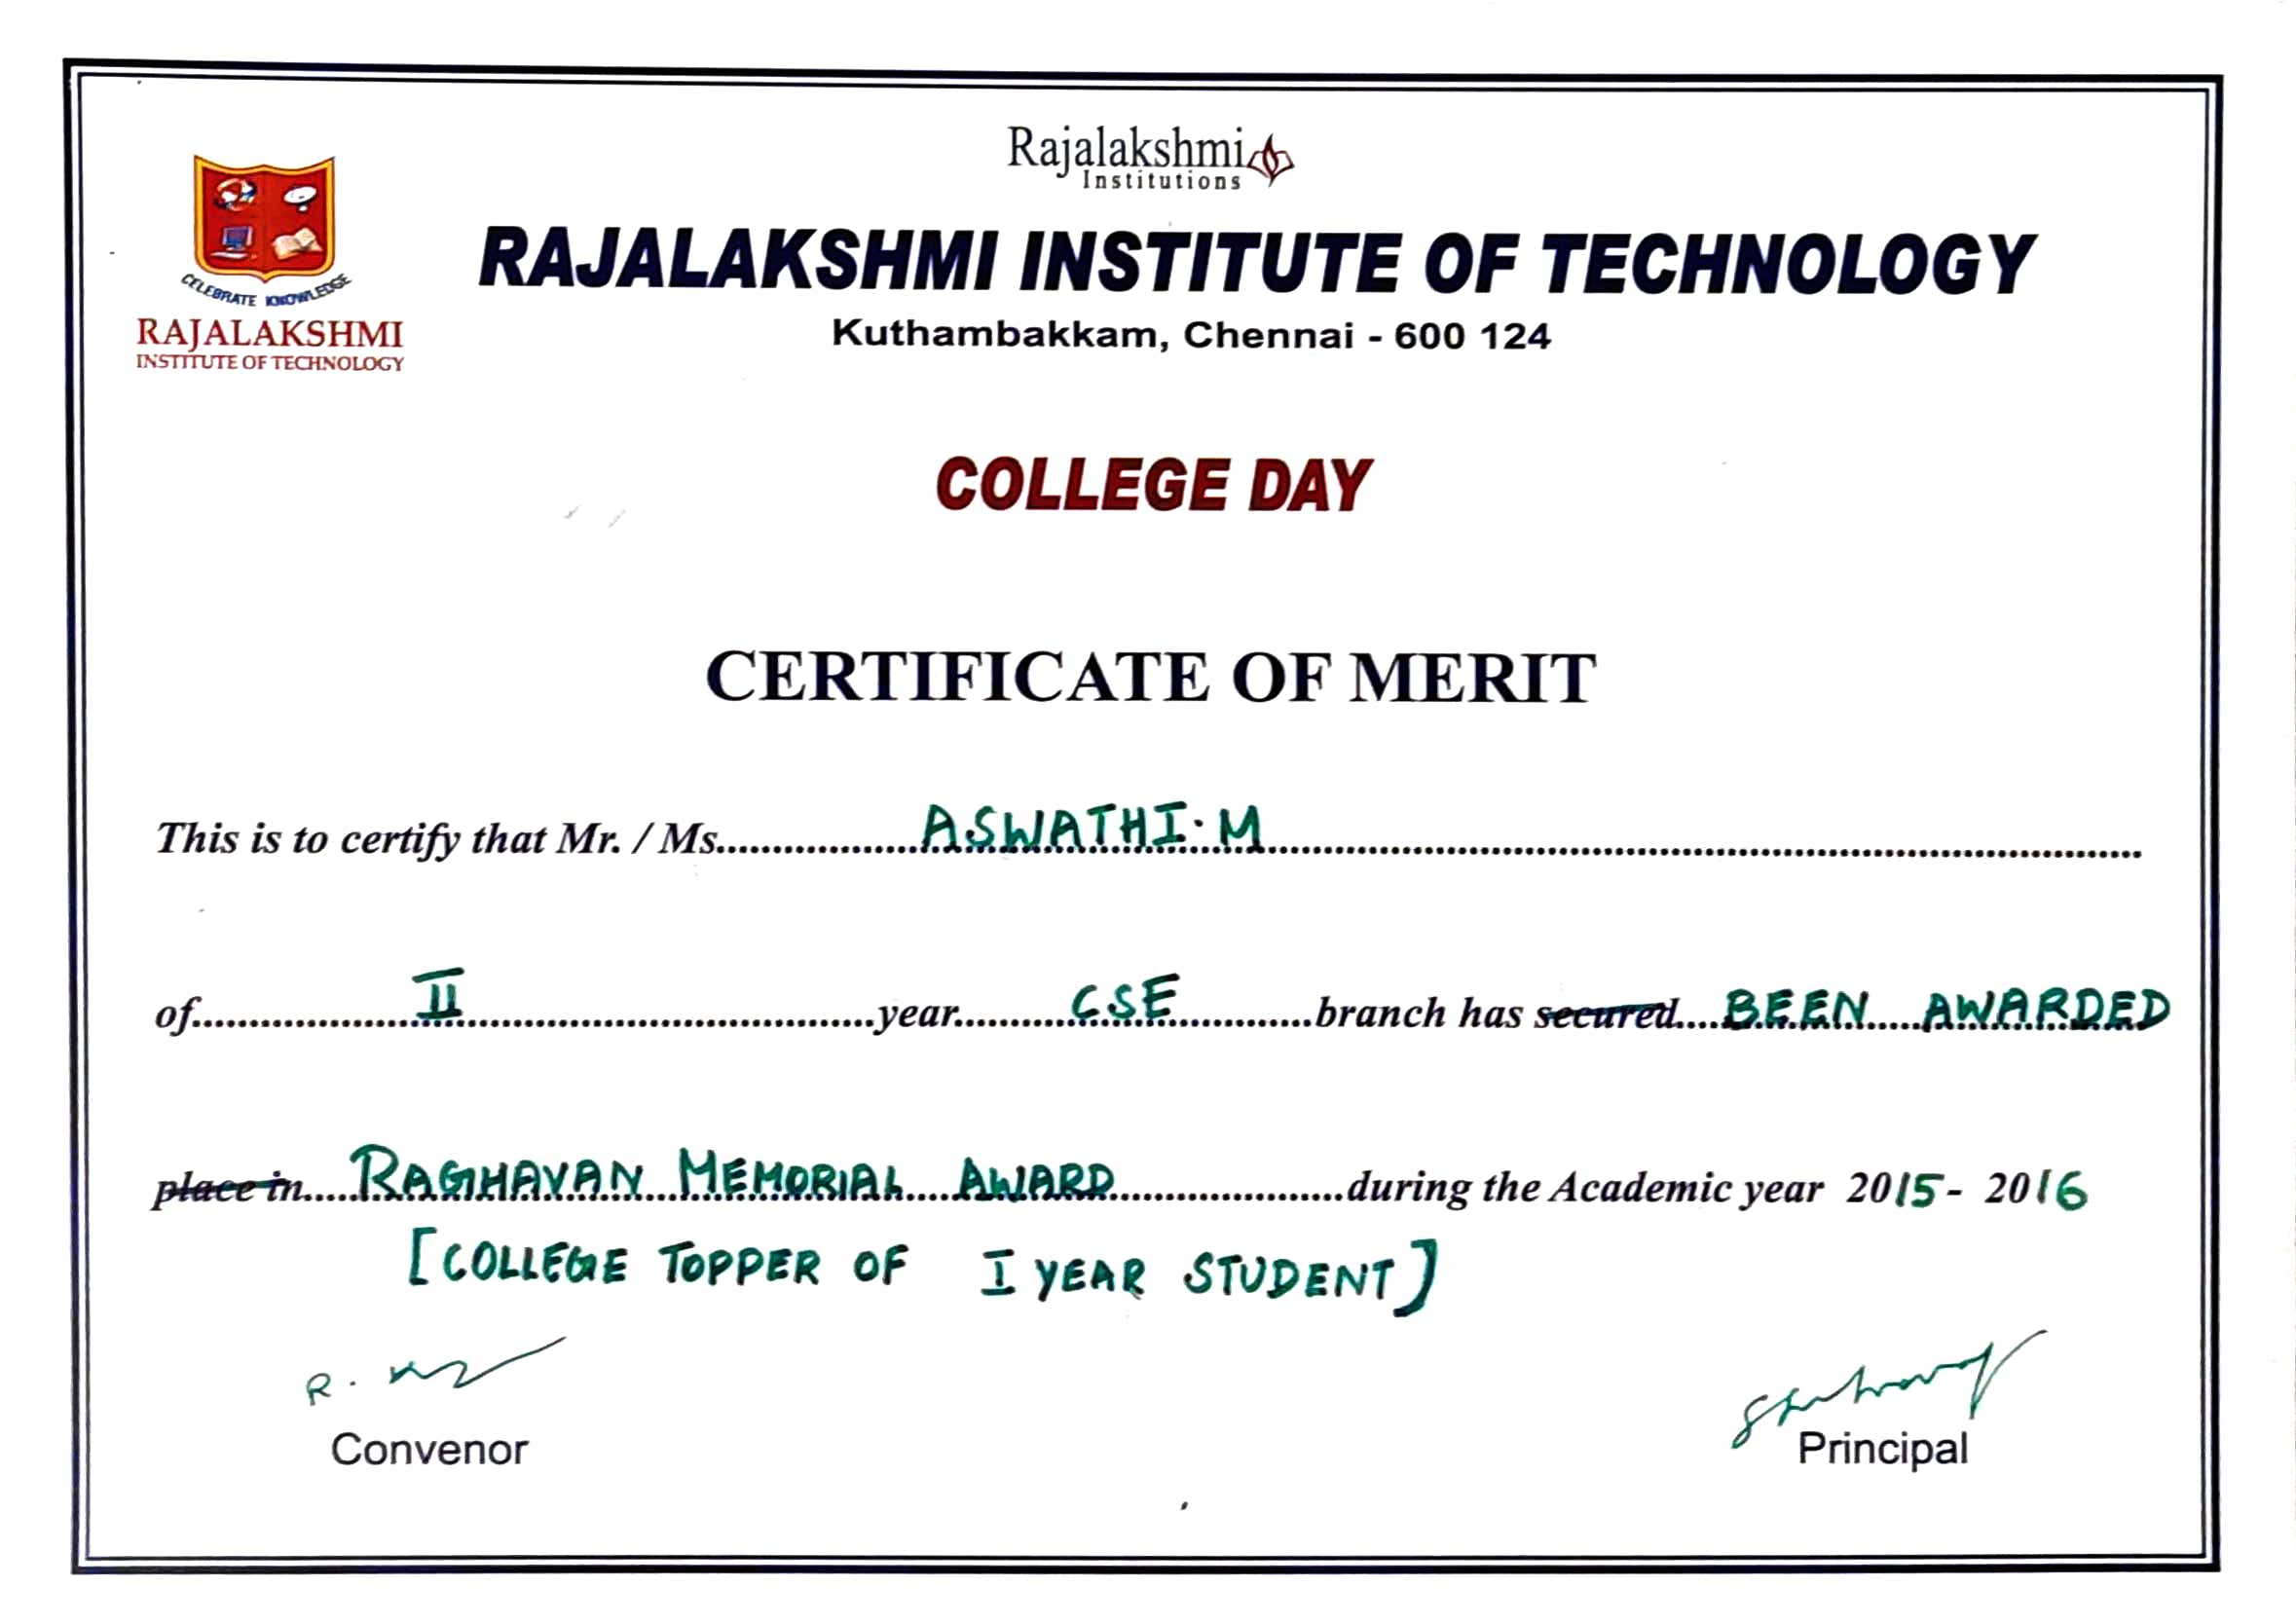 Rajalakshmi
Institutions
CELEBRATE KNOWLEDGE
RAJALAKSHMI
INSTITUTE OF TECHNOLOGY
RAJALAKSHMI INSTITUTE OF TECHNOLOGY
Kuthambakkam, Chennai - 600 124
COLLEGE DAY
CERTIFICATE OF MERIT
This is to certify that Mr. / Ms. ASWATHI.M
of II year CSE branch has secured BEEN AWARDED
place in RAGHAVAN MEMORIAL AWARD during the Academic year 2015 - 2016
[COLLEGE TOPPER OF I YEAR STUDENT]
R.
Convenor
Principal